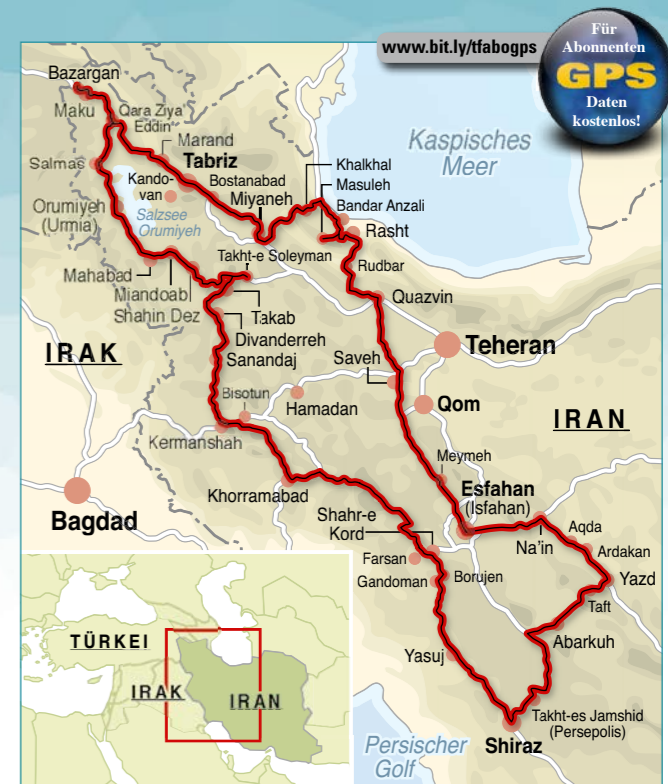 www.bit.ly/tfabogps
Für
Abonnenten
GPS
Daten
kostenlos!
Bazargan
Maku
Qara Ziya
Eddin
Marand
Tabriz
Salmas
Kando-
van
Bostanabad
Miyaneh
Khalkhal
Masuleh
Bandar Anzali
Rasht
Kaspisches
Meer
Orumiyeh
(Urmia)
Salzsee
Orumiyeh
Takht-e Soleyman
Rudbar
Mahabad
Miandoab
Shahin Dez
Takab
Quazvin
Divanderreh
Sanandaj
Saveh
Teheran
IRAK
Bisotun
Hamadan
Qom
IRAN
Kermanshah
Meymeh
Khorramabad
Esfahan
(Isfahan)
Bagdad
Shahr-e
Kord
Na'in
Aqda
Ardakan
Farsan
Gandoman
Borujen
Yazd
Taft
Abarkuh
Yasuj
Takht-es Jamshid
(Persepolis)
Shiraz
Persischer
Golf
TÜRKEI
IRAK
IRAN